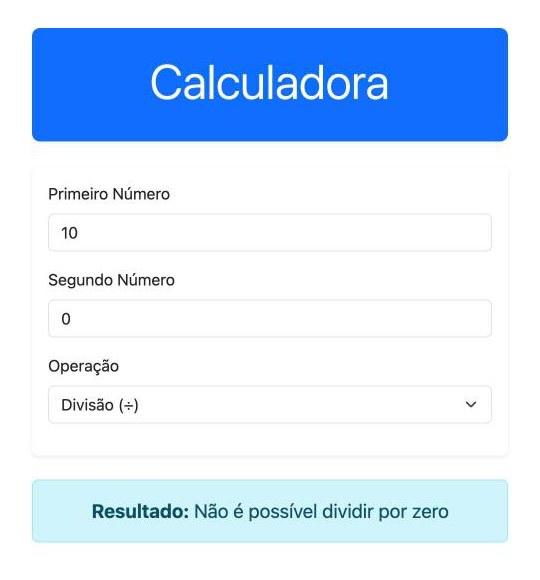 Calculadora
Primeiro Número
10
Segundo Número
0
Operação
Divisão (÷)
Resultado: Não é possível dividir por zero